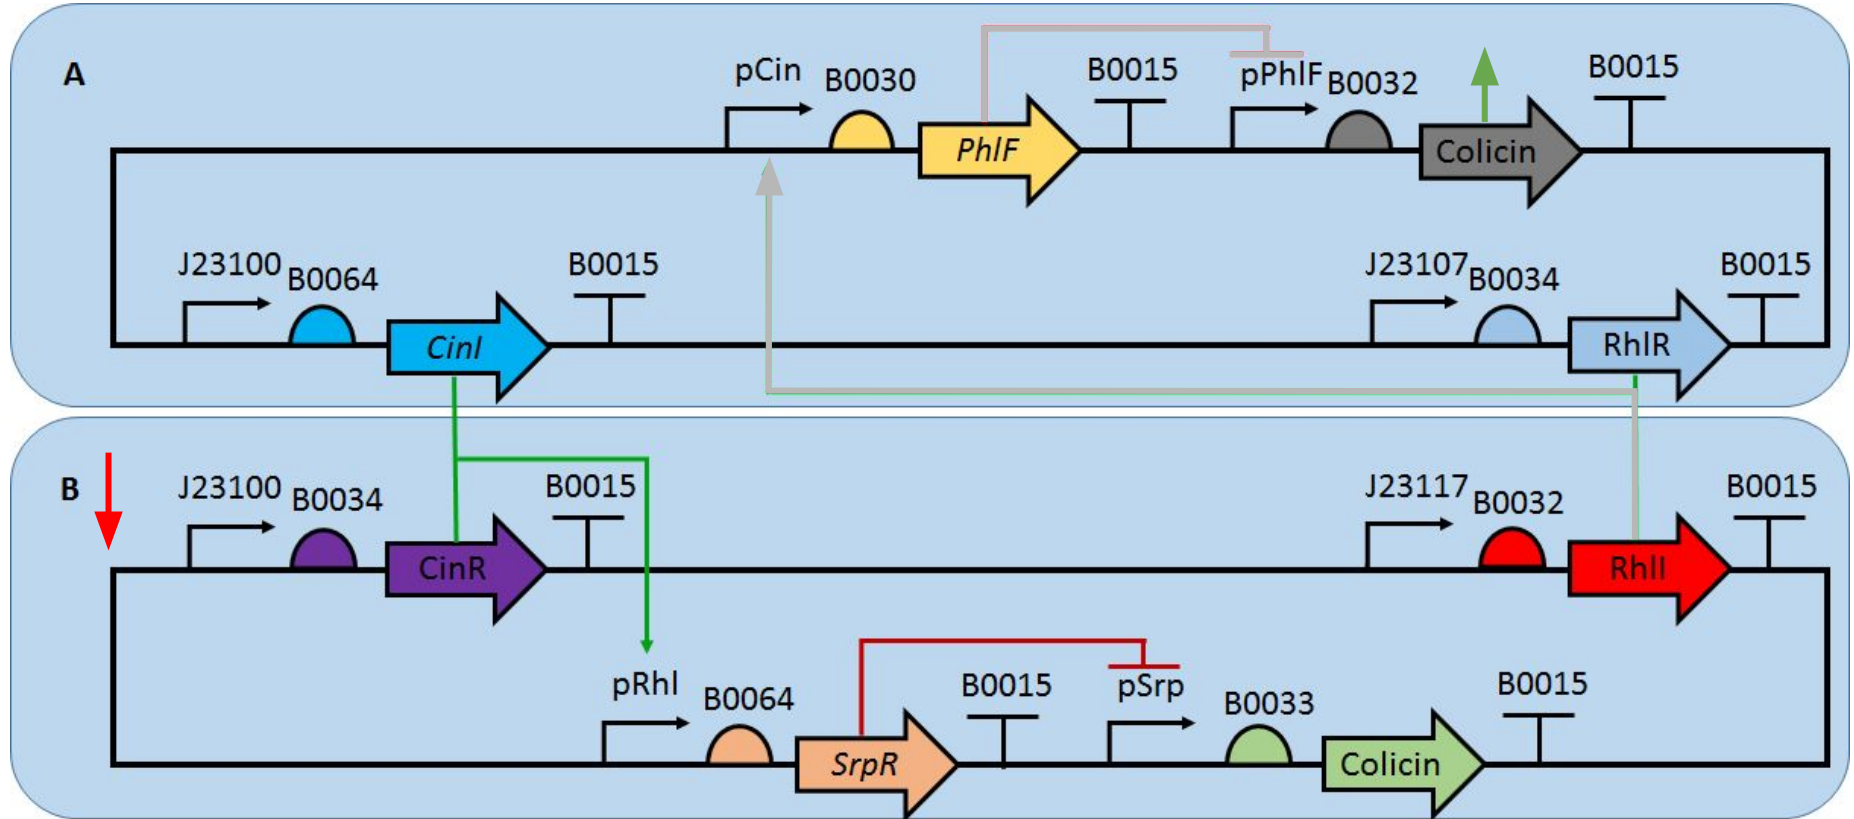 A
pCin
B0030
PhlF
B0015
pPhlF
B0032
Colicin
B0015
J23100
B0064
CinI
B0015
J23107
B0034
RhlR
B0015
B
J23100
B0034
CinR
B0015
J23117
B0032
RhlI
B0015
pRhl
B0064
SrpR
B0015
pSrp
B0033
Colicin
B0015